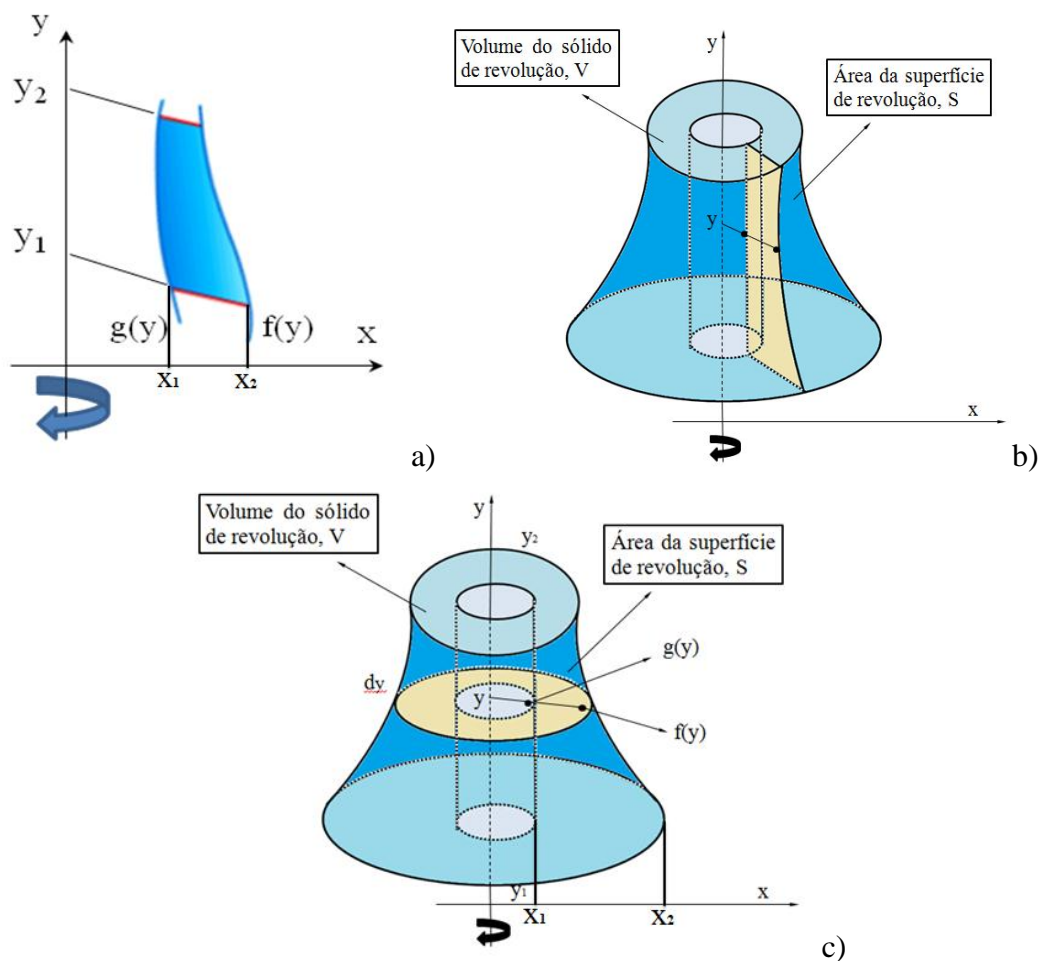 y
y₂
y₁
g(y)
f(y)
x
x₁
x₂
a)
Volume do sólido
de revolução, V
y
Área da superfície
de revolução, S
y
x
b)
Volume do sólido
de revolução, V
y
y₂
Área da superfície
de revolução, S
g(y)
dy
y
f(y)
y₁
x
x₁
x₂
c)